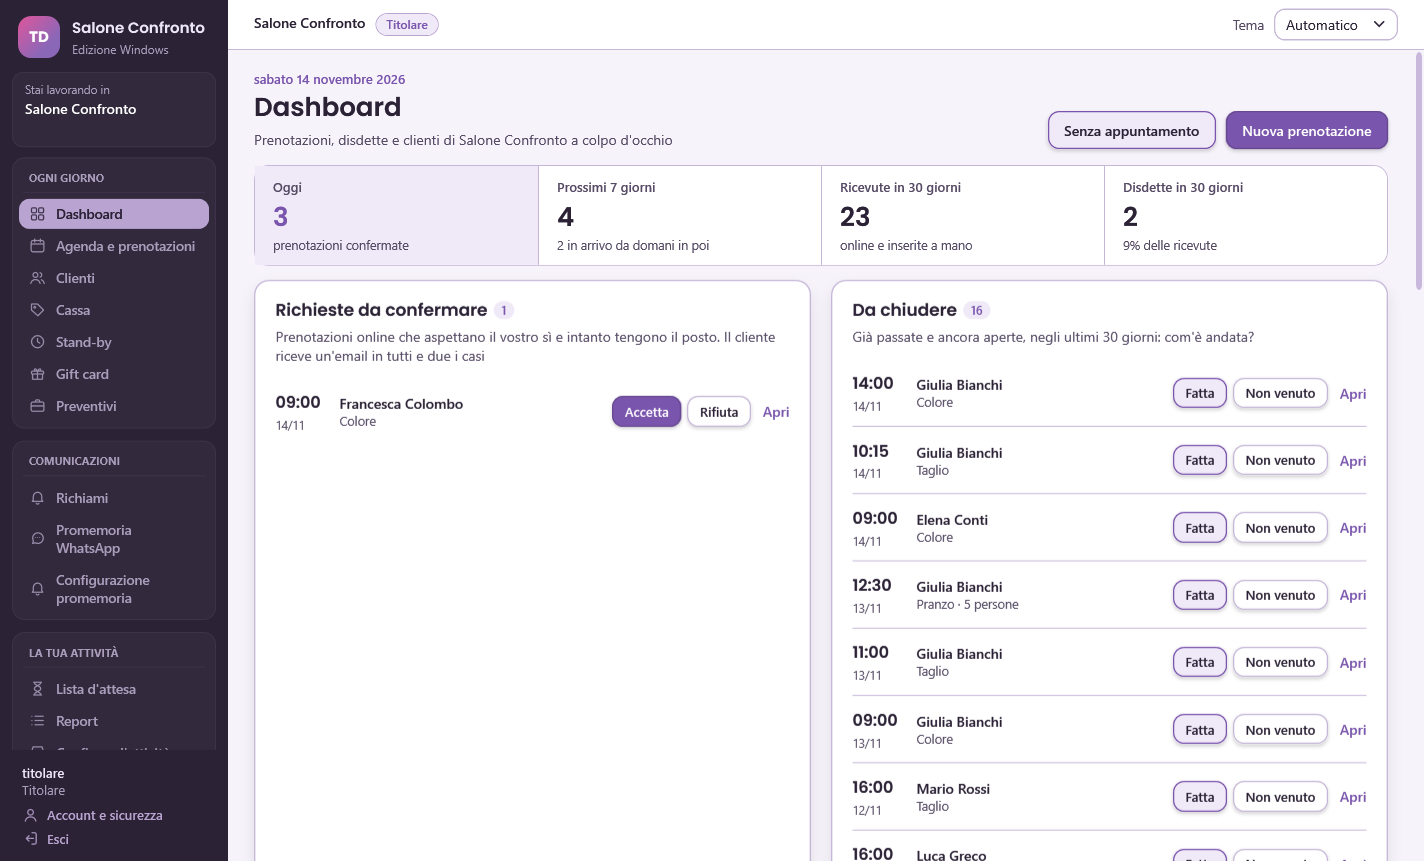 TD
Salone Confronto
Edizione Windows
Stai lavorando in
Salone Confronto
OGNI GIORNO
Dashboard
Agenda e prenotazioni
Clienti
Cassa
Stand-by
Gift card
Preventivi
COMUNICAZIONI
Richiami
Promemoria
WhatsApp
Configurazione
promemoria
LA TUA ATTIVITÀ
Lista d'attesa
Report
titolare
Titolare
Account e sicurezza
Esci
Salone Confronto
Titolare
Tema
Automatico
sabato 14 novembre 2026
Dashboard
Prenotazioni, disdette e clienti di Salone Confronto a colpo d'occhio
Senza appuntamento
Nuova prenotazione
Oggi
3
prenotazioni confermate
Prossimi 7 giorni
4
2 in arrivo da domani in poi
Ricevute in 30 giorni
23
online e inserite a mano
Disdette in 30 giorni
2
9% delle ricevute
Richieste da confermare 1
Prenotazioni online che aspettano il vostro sì e intanto tengono il posto. Il cliente
riceve un'email in tutti e due i casi
09:00 Francesca Colombo
14/11 Colore
Accetta Rifiuta Apri
Da chiudere 16
Già passate e ancora aperte, negli ultimi 30 giorni: com'è andata?
14:00 Giulia Bianchi
14/11 Colore
Fatta Non venuto Apri
10:15 Giulia Bianchi
14/11 Taglio
Fatta Non venuto Apri
09:00 Elena Conti
14/11 Colore
Fatta Non venuto Apri
12:30 Giulia Bianchi
13/11 Pranzo · 5 persone
Fatta Non venuto Apri
11:00 Giulia Bianchi
13/11 Taglio
Fatta Non venuto Apri
09:00 Giulia Bianchi
13/11 Colore
Fatta Non venuto Apri
16:00 Mario Rossi
12/11 Taglio
Fatta Non venuto Apri
16:00 Luca Greco